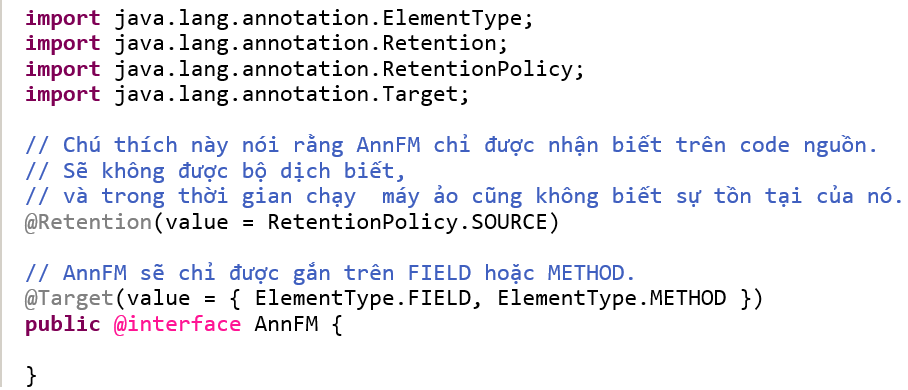 import java.lang.annotation.ElementType;
import java.lang.annotation.Retention;
import java.lang.annotation.RetentionPolicy;
import java.lang.annotation.Target;
// Chú thích này nói rằng AnnFM chỉ được nhận biết trên code nguồn.
// Sẽ không được bộ dịch biết,
// và trong thời gian chạy  máy ảo cũng không biết sự tồn tại của nó.
@Retention(value = RetentionPolicy.SOURCE)
// AnnFM sẽ chỉ được gắn trên FIELD hoặc METHOD.
@Target(value = { ElementType.FIELD, ElementType.METHOD })
public @interface AnnFM {
}